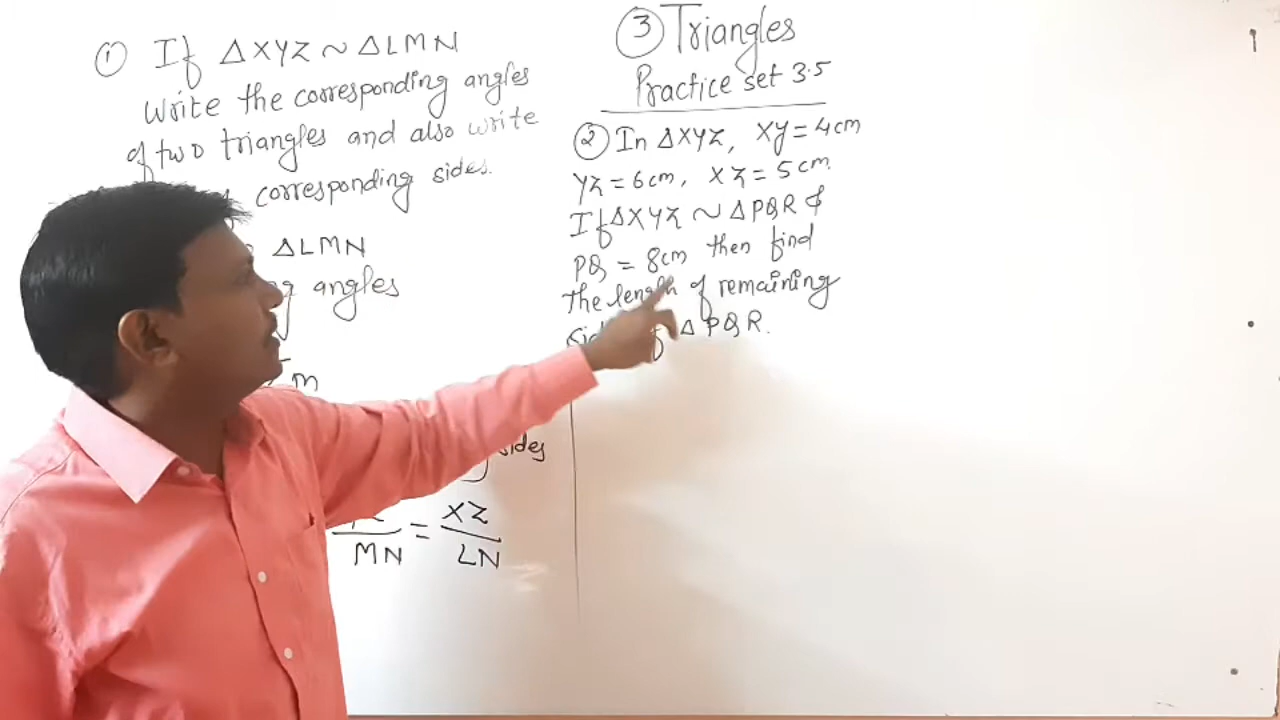 ① If ΔXYZ ~ ΔLMN
Write the corresponding angles
of two triangles and also write
corresponding sides.
ΔLMN
angles
m
sides
MN = XZ/LN
③ Triangles
Practice set 3.5
② In ΔXYZ, XY = 4cm
YZ = 6cm, XZ = 5cm.
If ΔXYZ ~ ΔPQR &
PQ = 8cm then find
the length of remaining
of ΔPQR.